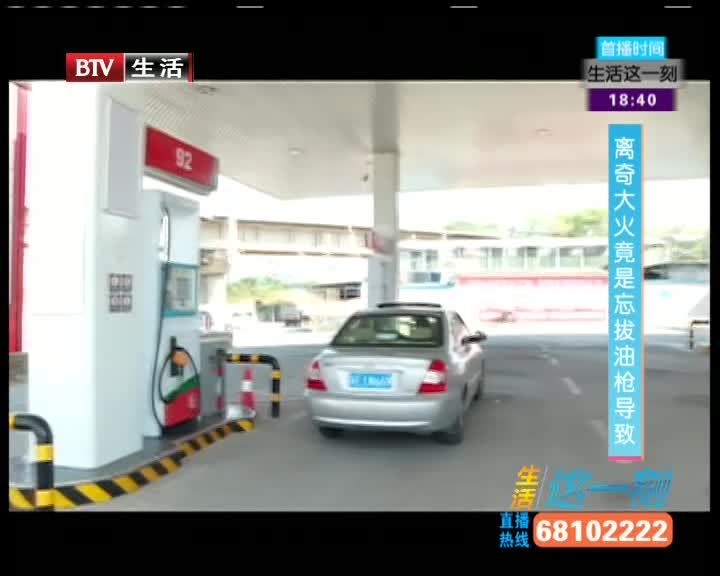 BTV 生活
首播时间
生活这一刻
18:40
92
离奇大火竟是忘拔油枪导致
生活 这一刻
直播热线 68102222